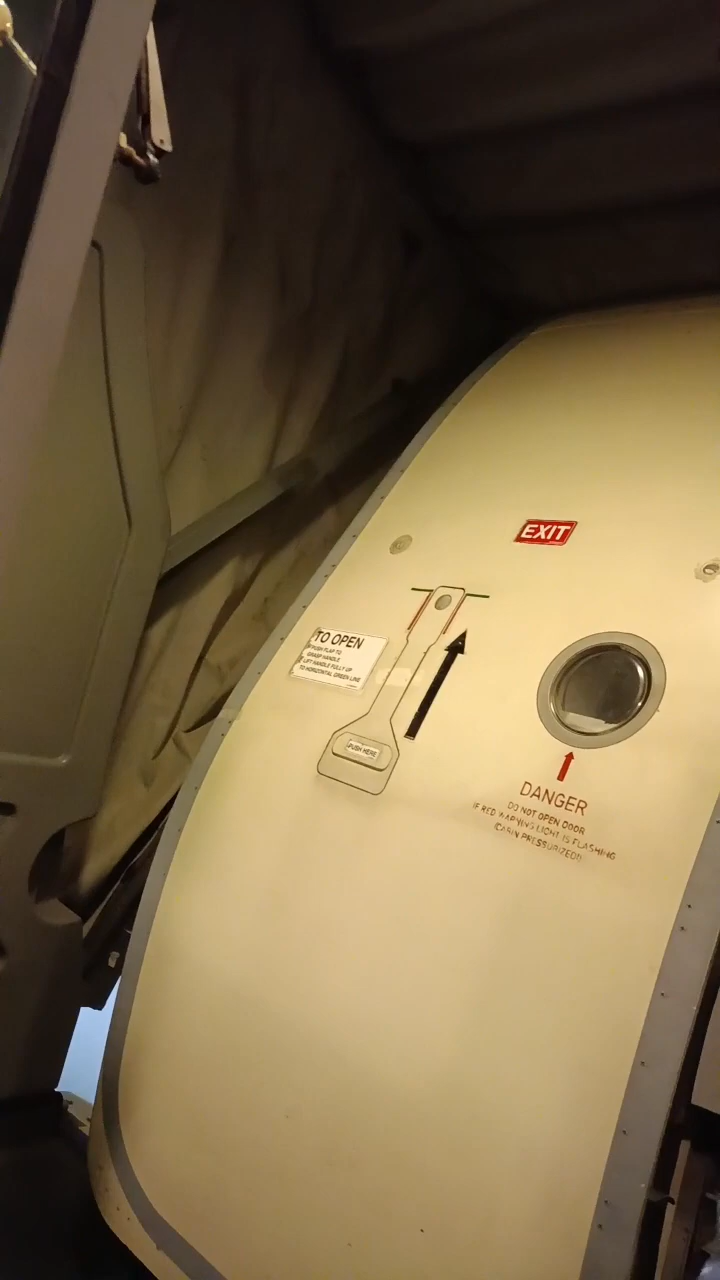 EXIT
TO OPEN
PUSH FLAP TO
GRASP HANDLE
LIFT HANDLE FULLY UP
TO HORIZONTAL GREEN LINE
PUSH HERE
DANGER
DO NOT OPEN DOOR
IF RED WARNING LIGHT IS FLASHING
(CABIN PRESSURIZED)